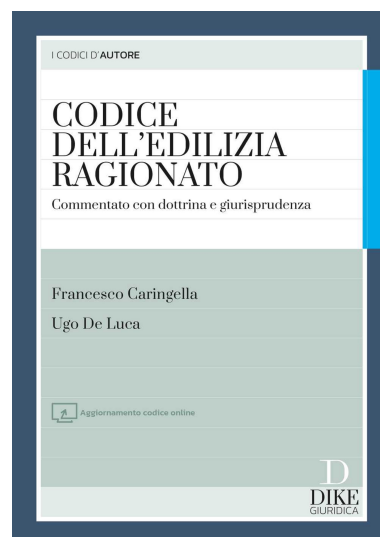 I CODICI D'AUTORE
CODICE
DELL'EDILIZIA
RAGIONATO
Commentato con dottrina e giurisprudenza
Francesco Caringella
Ugo De Luca
Aggiornamento codice online
D
DIKE
GIURIDICA